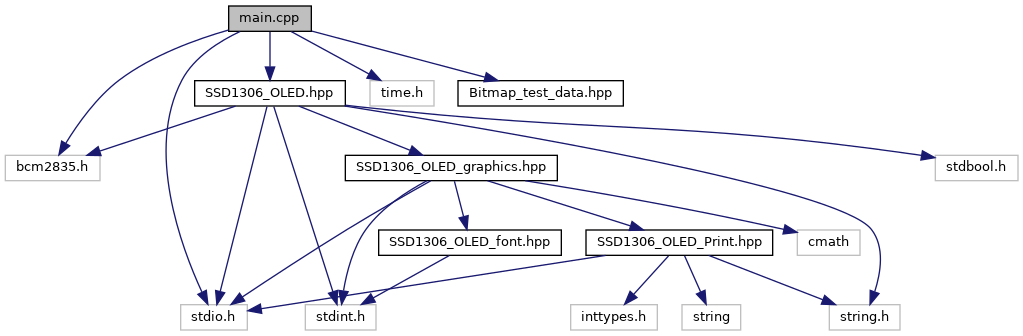 main.cpp
SSD1306_OLED.hpp
time.h
Bitmap_test_data.hpp
bcm2835.h
SSD1306_OLED_graphics.hpp
stdbool.h
SSD1306_OLED_font.hpp
SSD1306_OLED_Print.hpp
cmath
stdio.h
stdint.h
inttypes.h
string
string.h